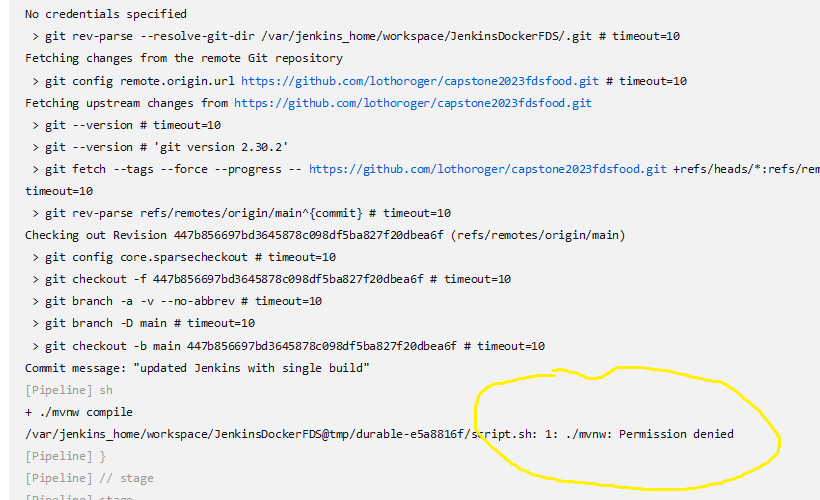 No credentials specified
> git rev-parse --resolve-git-dir /var/jenkins_home/workspace/JenkinsDockerFDS/.git # timeout=10
Fetching changes from the remote Git repository
> git config remote.origin.url https://github.com/lothoroger/capstone2023fdsfood.git # timeout=10
Fetching upstream changes from https://github.com/lothoroger/capstone2023fdsfood.git
> git --version # timeout=10
> git --version # 'git version 2.30.2'
> git fetch --tags --force --progress -- https://github.com/lothoroger/capstone2023fdsfood.git +refs/heads/*:refs/rem
timeout=10
> git rev-parse refs/remotes/origin/main^{commit} # timeout=10
Checking out Revision 447b856697bd3645878c098df5ba827f20dbea6f (refs/remotes/origin/main)
> git config core.sparsecheckout # timeout=10
> git checkout -f 447b856697bd3645878c098df5ba827f20dbea6f # timeout=10
> git branch -a -v --no-abbrev # timeout=10
> git branch -D main # timeout=10
> git checkout -b main 447b856697bd3645878c098df5ba827f20dbea6f # timeout=10
Commit message: "updated Jenkins with single build"
[Pipeline] sh
+ ./mvnw compile
/var/jenkins_home/workspace/JenkinsDockerFDS@tmp/durable-e5a8816f/script.sh: 1: ./mvnw: Permission denied
[Pipeline] }
[Pipeline] // stage
[Pipeline] stage